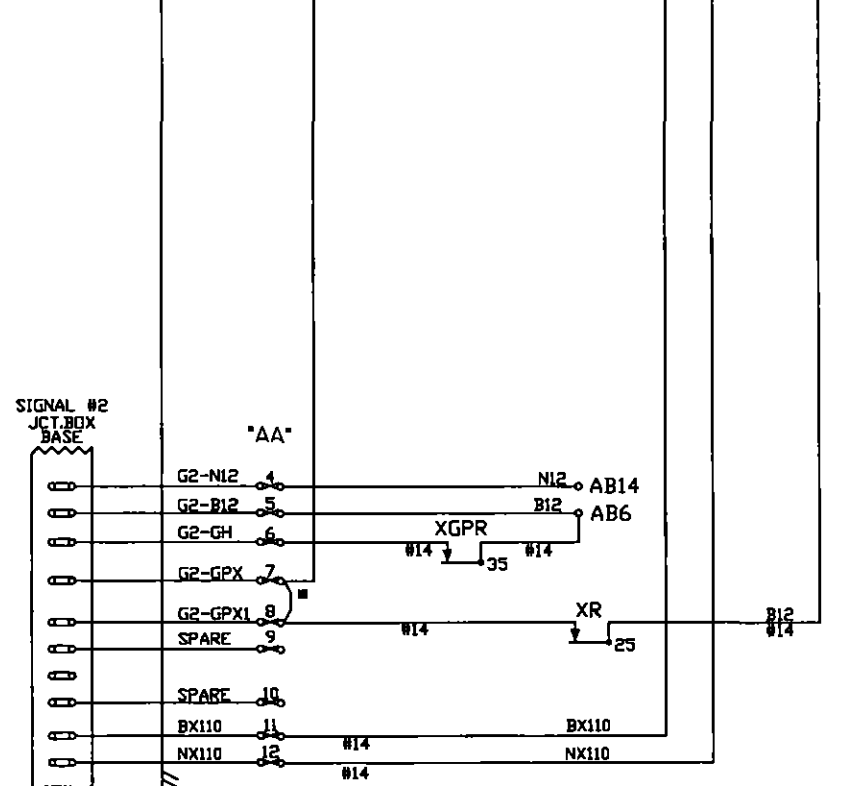 SIGNAL #2
JCT.BOX
BASE
"AA"
G2-N12 4 N12 AB14
G2-B12 5 B12 AB6
G2-GH 6 #14 XGPR 35 #14
G2-GPX 7
G2-GPX1 8 #14 XR 25 B12 #14
SPARE 9
SPARE 10
BX110 11 #14 BX110
NX110 12 #14 NX110